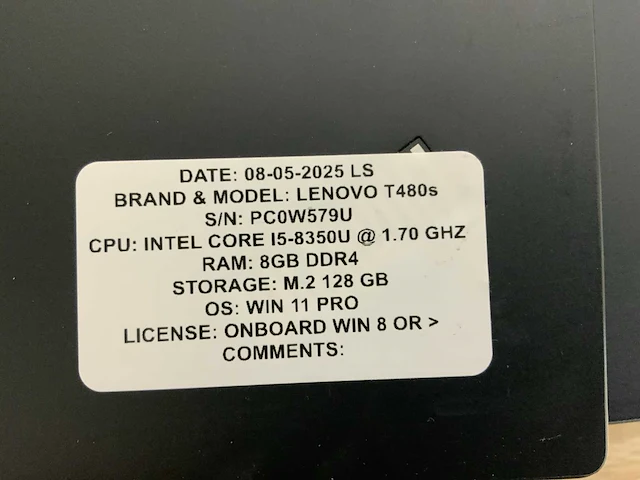 DATE: 08-05-2025 LS
BRAND & MODEL: LENOVO T480s
S/N: PC0W579U
CPU: INTEL CORE I5-8350U @ 1.70 GHZ
RAM: 8GB DDR4
STORAGE: M.2 128 GB
OS: WIN 11 PRO
LICENSE: ONBOARD WIN 8 OR >
COMMENTS: